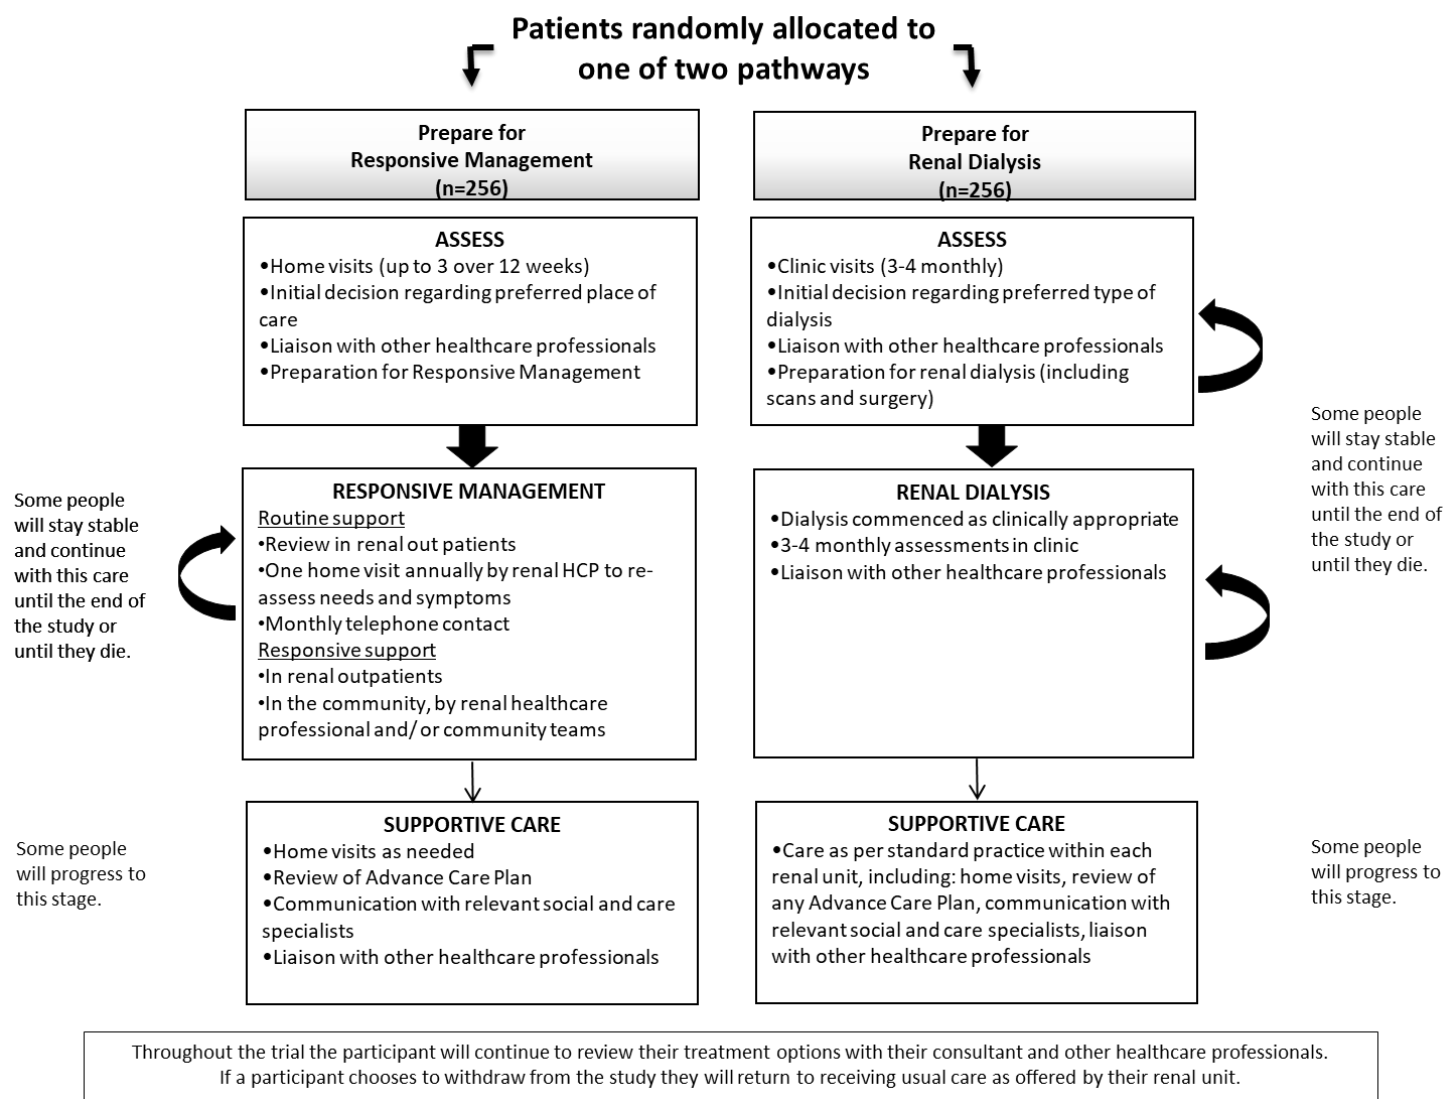 Patients randomly allocated to
one of two pathways
Prepare for
Responsive Management
(n=256)
Prepare for
Renal Dialysis
(n=256)
ASSESS
•Home visits (up to 3 over 12 weeks)
•Initial decision regarding preferred place of
care
•Liaison with other healthcare professionals
•Preparation for Responsive Management
ASSESS
•Clinic visits (3-4 monthly)
•Initial decision regarding preferred type of
dialysis
•Liaison with other healthcare professionals
•Preparation for renal dialysis (including
scans and surgery)
Some people
will stay stable
and continue
with this care
until the end of
the study or
until they die.
RESPONSIVE MANAGEMENT
Routine support
•Review in renal out patients
•One home visit annually by renal HCP to re-
assess needs and symptoms
•Monthly telephone contact
Responsive support
•In renal outpatients
•In the community, by renal healthcare
professional and/ or community teams
RENAL DIALYSIS
•Dialysis commenced as clinically appropriate
•3-4 monthly assessments in clinic
•Liaison with other healthcare professionals
Some people
will stay stable
and continue
with this care
until the end of
the study or
until they die.
Some people
will progress to
this stage.
SUPPORTIVE CARE
•Home visits as needed
•Review of Advance Care Plan
•Communication with relevant social and care
specialists
•Liaison with other healthcare professionals
SUPPORTIVE CARE
•Care as per standard practice within each
renal unit, including: home visits, review of
any Advance Care Plan, communication with
relevant social and care specialists, liaison
with other healthcare professionals
Some people
will progress to
this stage.
Throughout the trial the participant will continue to review their treatment options with their consultant and other healthcare professionals.
If a participant chooses to withdraw from the study they will return to receiving usual care as offered by their renal unit.